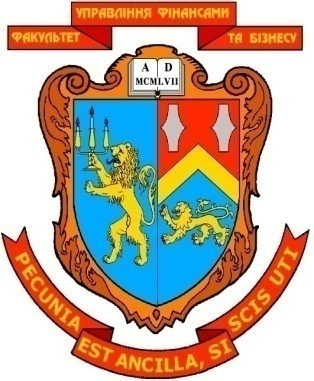 УПРАВЛІННЯ ФІНАНСАМИ
ФАКУЛЬТЕТ ТА БІЗНЕСУ
A D
MCMLVII
PECUNIA EST ANCILLA, SI SCIS UTI